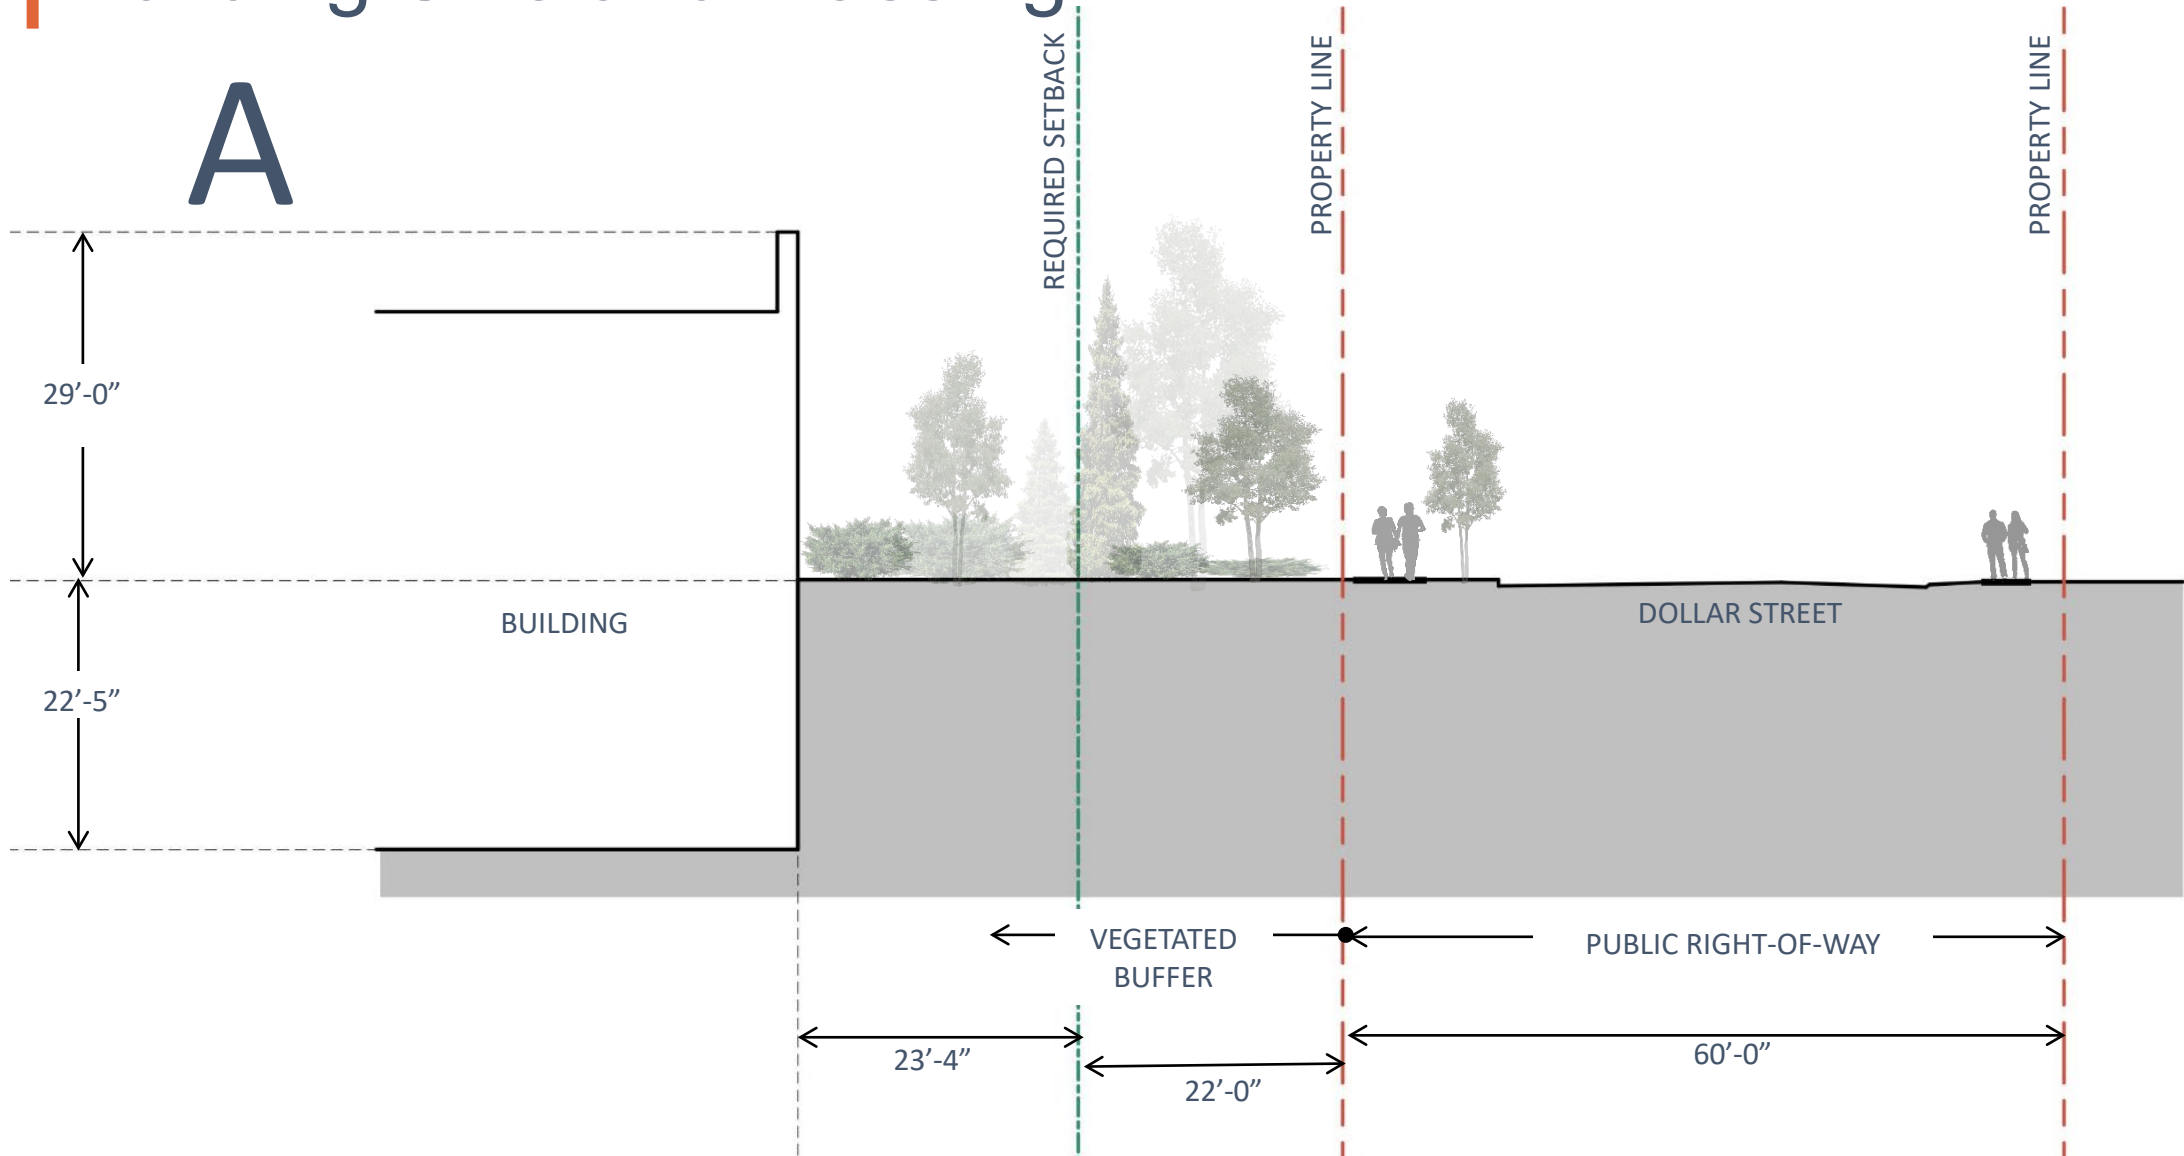 A
REQUIRED SETBACK
PROPERTY LINE
PROPERTY LINE
29’-0”
BUILDING
DOLLAR STREET
22’-5”
VEGETATED
BUFFER
PUBLIC RIGHT-OF-WAY
23’-4”
22’-0”
60’-0”